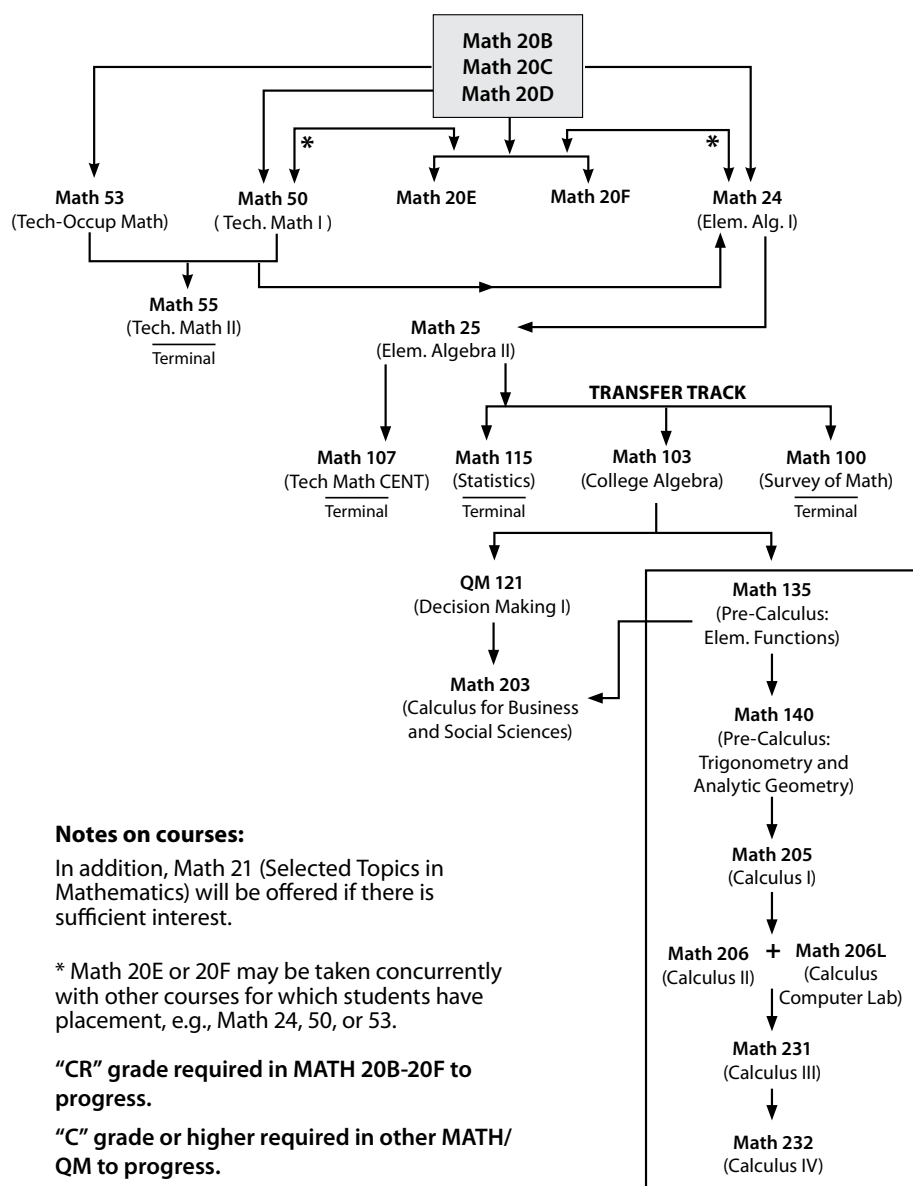 Math 20B
Math 20C
Math 20D
*
*
Math 53
(Tech-Occup Math)
Math 50
( Tech. Math I )
Math 20E
Math 20F
Math 24
(Elem. Alg. I)
Math 55
(Tech. Math II)
Terminal
Math 25
(Elem. Algebra II)
TRANSFER TRACK
Math 107
(Tech Math CENT)
Terminal
Math 115
(Statistics)
Terminal
Math 103
(College Algebra)
Math 100
(Survey of Math)
Terminal
QM 121
(Decision Making I)
Math 135
(Pre-Calculus:
Elem. Functions)
Math 203
(Calculus for Business
and Social Sciences)
Math 140
(Pre-Calculus:
Trigonometry and
Analytic Geometry)
Math 205
(Calculus I)
Math 206
(Calculus II)
+
Math 206L
(Calculus
Computer Lab)
Math 231
(Calculus III)
Math 232
(Calculus IV)
Notes on courses:
In addition, Math 21 (Selected Topics in
Mathematics) will be offered if there is
sufficient interest.
* Math 20E or 20F may be taken concurrently
with other courses for which students have
placement, e.g., Math 24, 50, or 53.
“CR” grade required in MATH 20B-20F to
progress.
“C” grade or higher required in other MATH/
QM to progress.